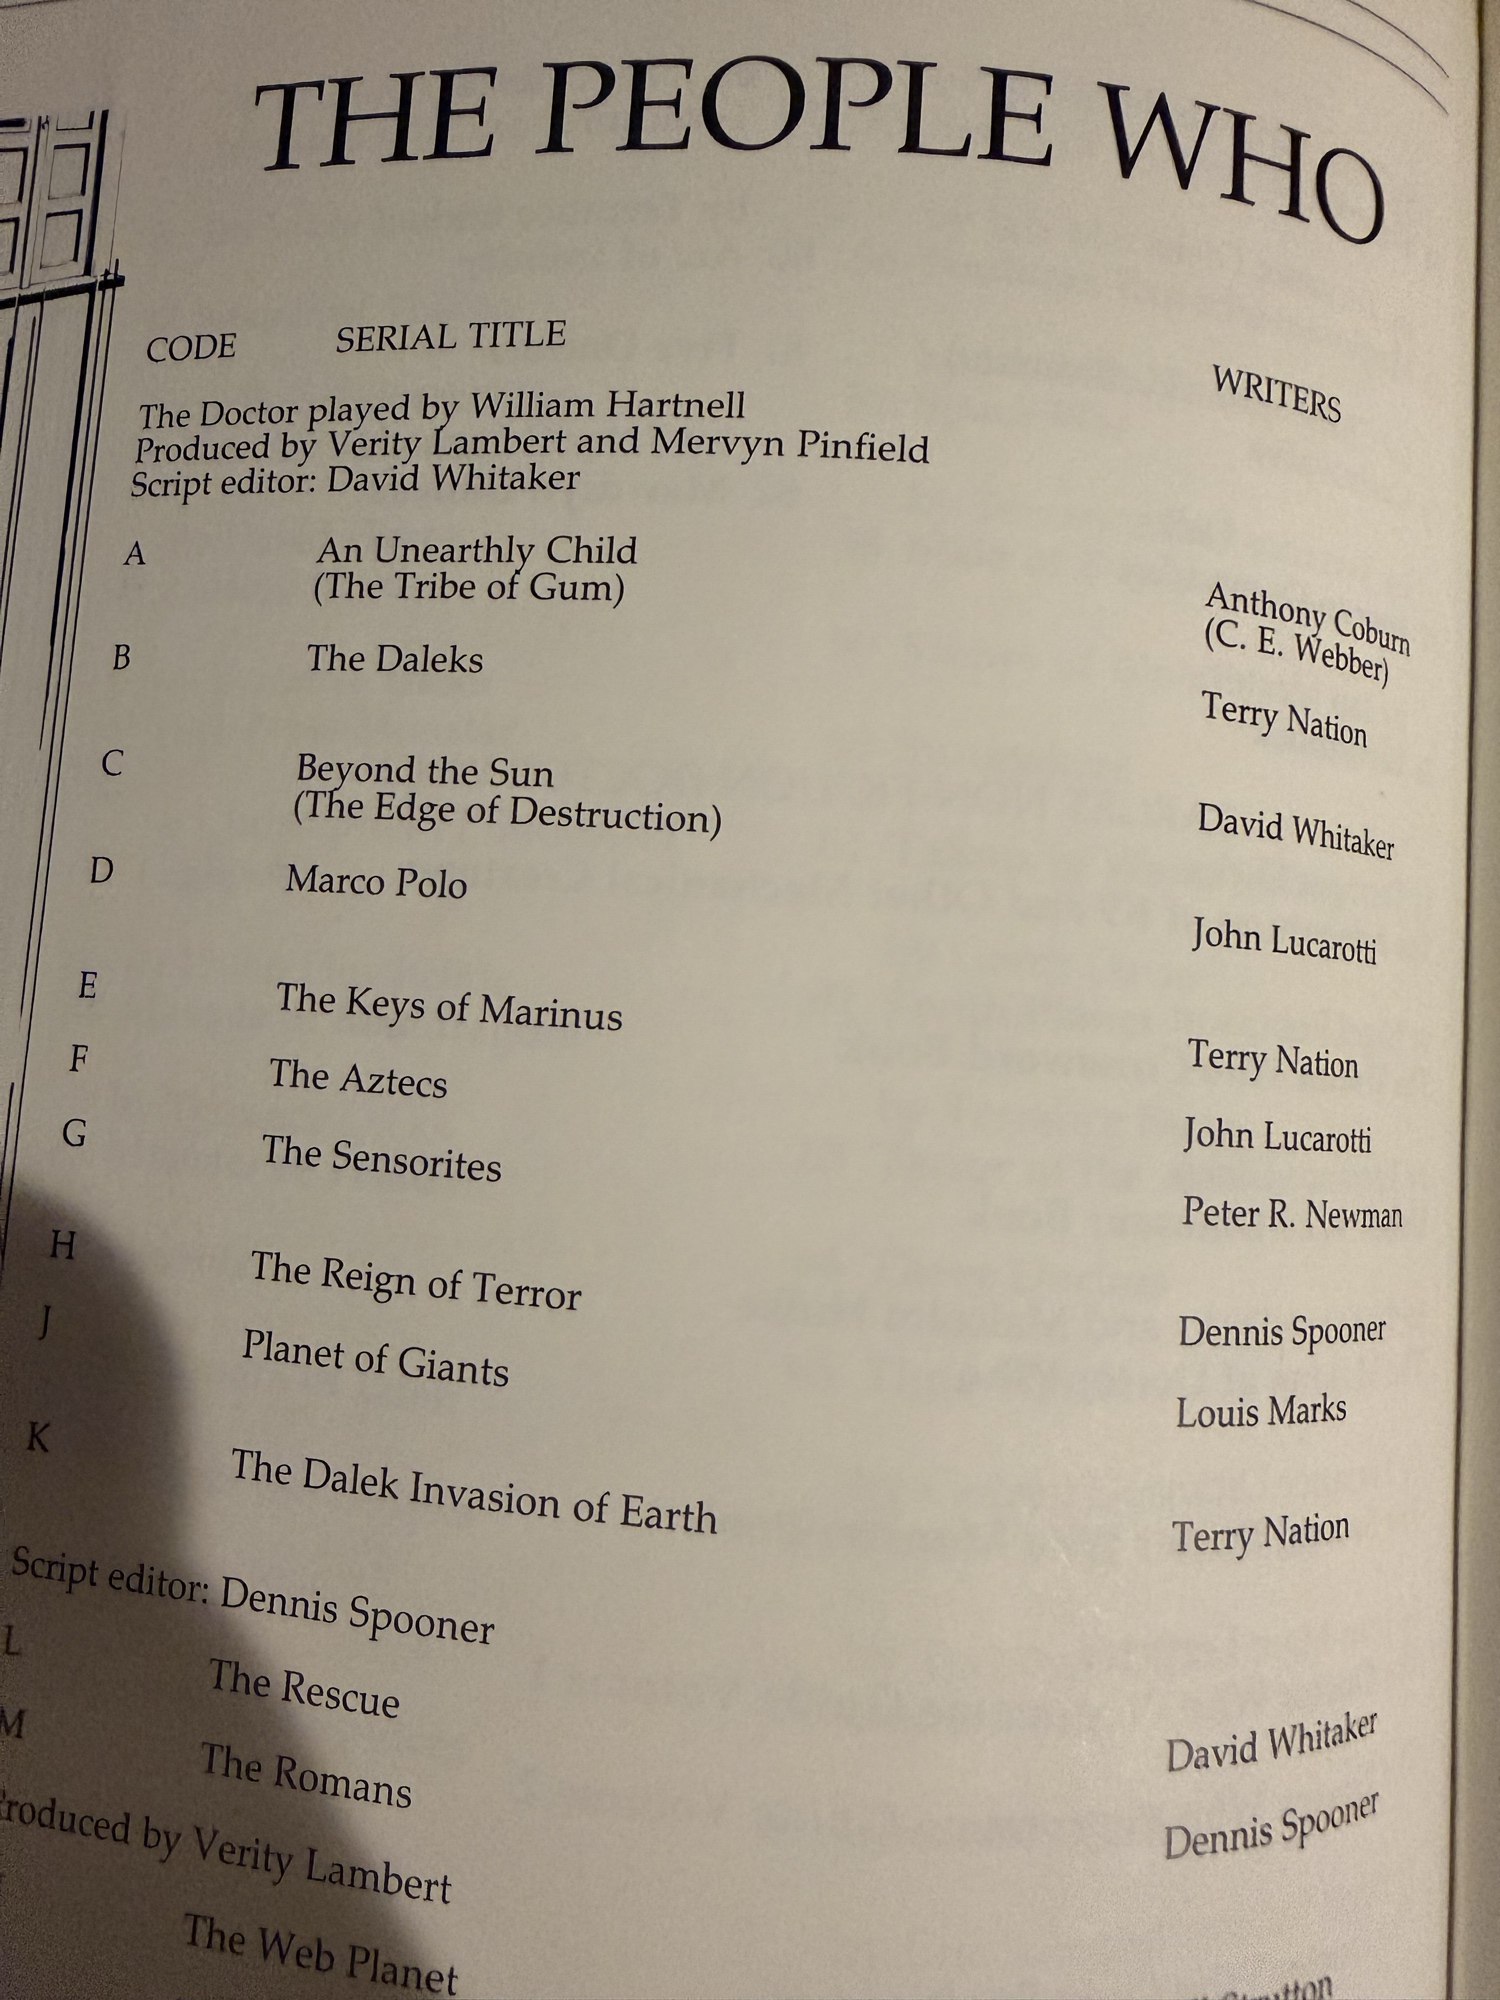 THE PEOPLE WHO
CODE SERIAL TITLE WRITERS
The Doctor played by William Hartnell
Produced by Verity Lambert and Mervyn Pinfield
Script editor: David Whitaker
A An Unearthly Child Anthony Coburn
(The Tribe of Gum) (C. E. Webber)
B The Daleks Terry Nation
C Beyond the Sun David Whitaker
(The Edge of Destruction)
D Marco Polo John Lucarotti
E The Keys of Marinus Terry Nation
F The Aztecs John Lucarotti
G The Sensorites Peter R. Newman
H The Reign of Terror Dennis Spooner
J Planet of Giants Louis Marks
K The Dalek Invasion of Earth Terry Nation
Script editor: Dennis Spooner
L The Rescue David Whitaker
M The Romans Dennis Spooner
Produced by Verity Lambert
The Web Planet